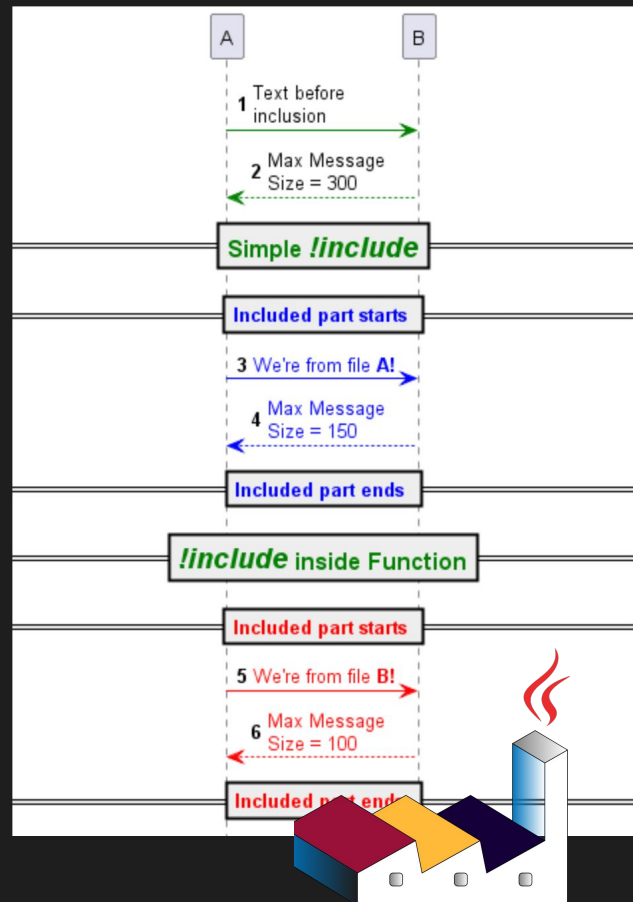 A B
1 Text before
inclusion
2 Max Message
Size = 300
Simple !include
Included part starts
3 We're from file A!
4 Max Message
Size = 150
Included part ends
!include inside Function
Included part starts
5 We're from file B!
6 Max Message
Size = 100
Included part ends